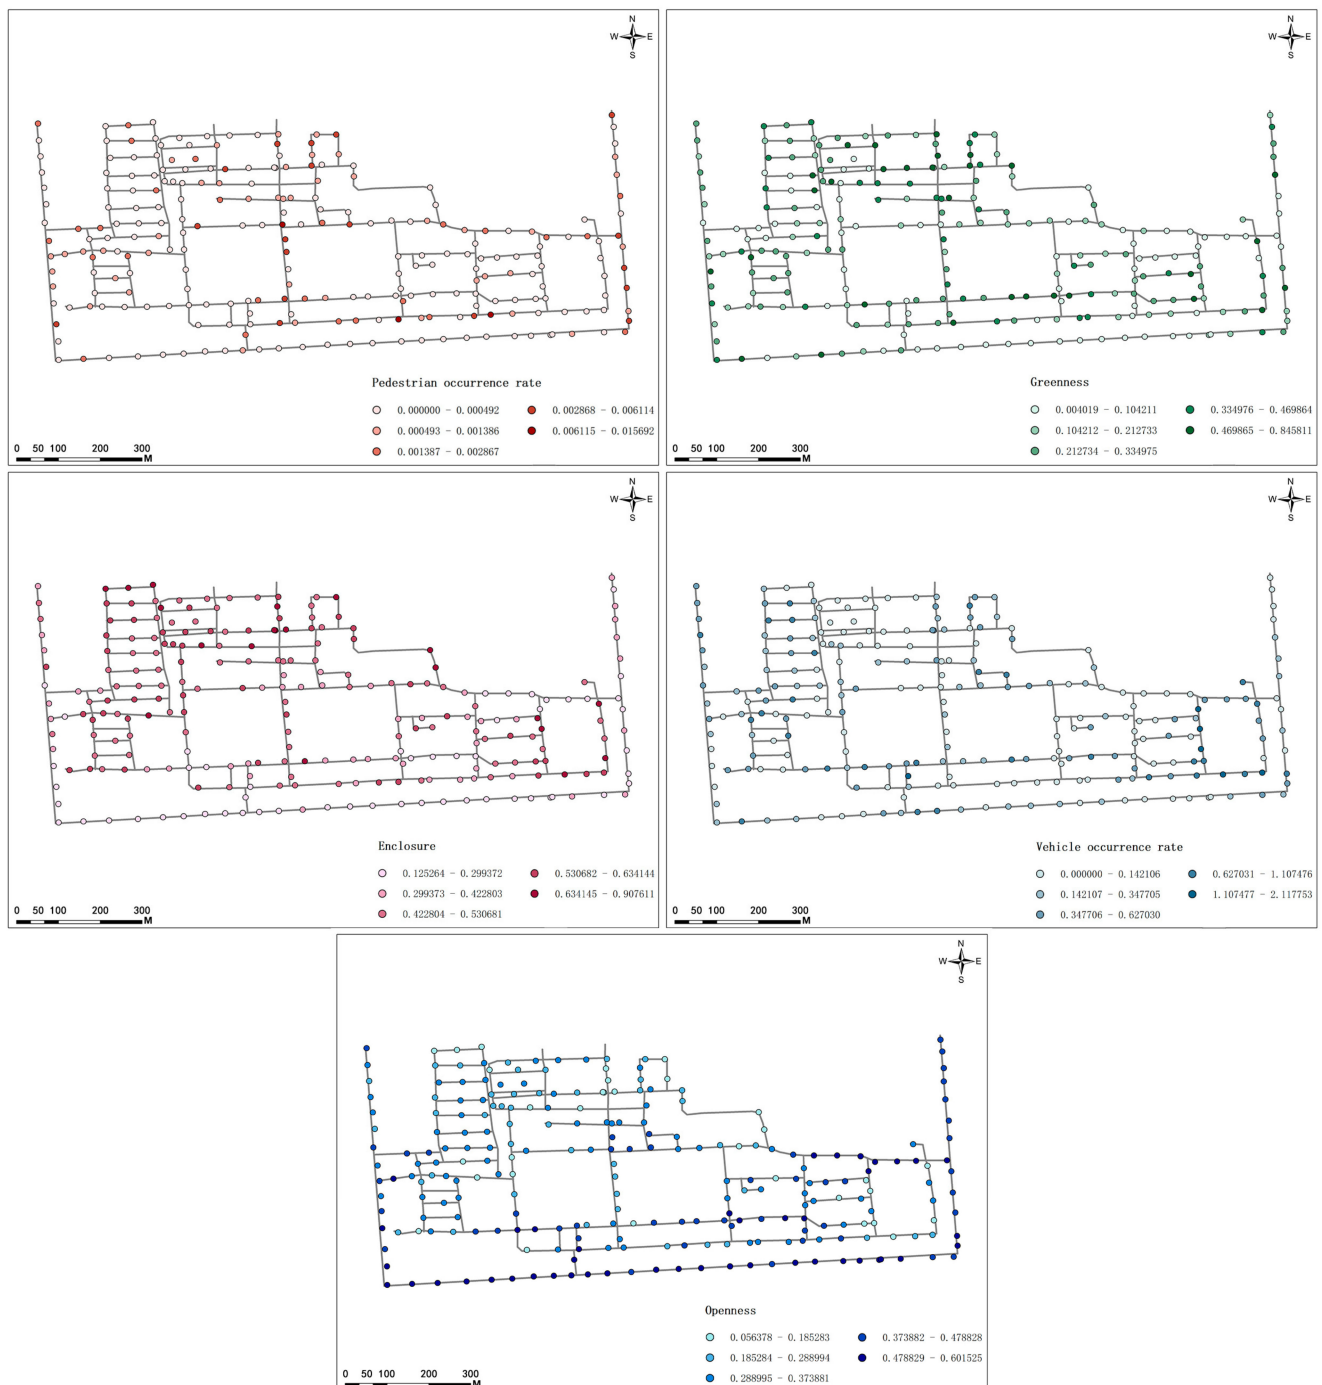 N
W E
S
Pedestrian occurrence rate
0.000000 - 0.000492 0.002868 - 0.006114
0.000493 - 0.001386 0.006115 - 0.015692
0.001387 - 0.002867
0 50 100 200 300
M
N
W E
S
Greenness
0.004019 - 0.104211 0.334976 - 0.469864
0.104212 - 0.212733 0.469865 - 0.845811
0.212734 - 0.334975
0 50 100 200 300
M
N
W E
S
Enclosure
0.125264 - 0.299372 0.530682 - 0.634144
0.299373 - 0.422803 0.634145 - 0.907611
0.422804 - 0.530681
0 50 100 200 300
M
N
W E
S
Vehicle occurrence rate
0.000000 - 0.142106 0.627031 - 1.107476
0.142107 - 0.347705 1.107477 - 2.117753
0.347706 - 0.627030
0 50 100 200 300
M
N
W E
S
Openness
0.056378 - 0.185283 0.373882 - 0.478828
0.185284 - 0.288994 0.478829 - 0.601525
0.288995 - 0.373881
0 50 100 200 300
M